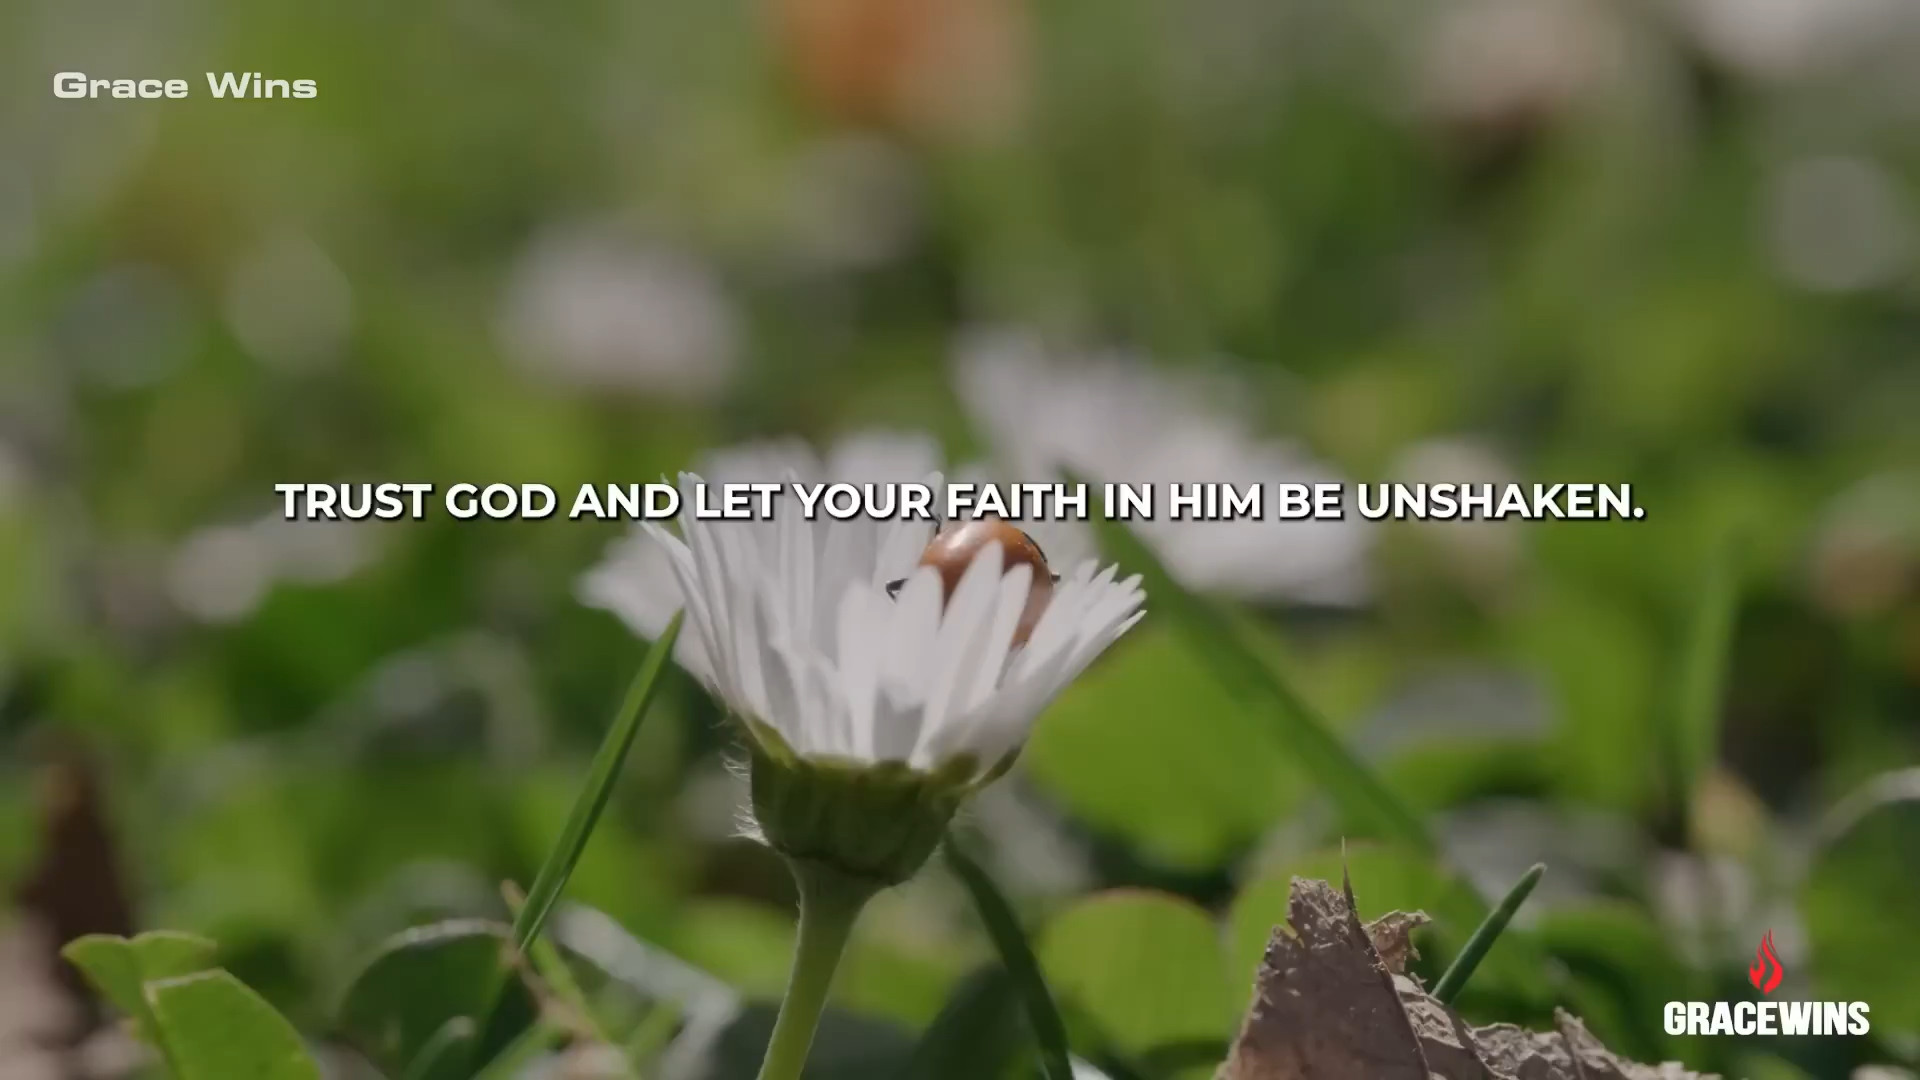 Grace Wins
TRUST GOD AND LET YOUR FAITH IN HIM BE UNSHAKEN.
GRACEWINS